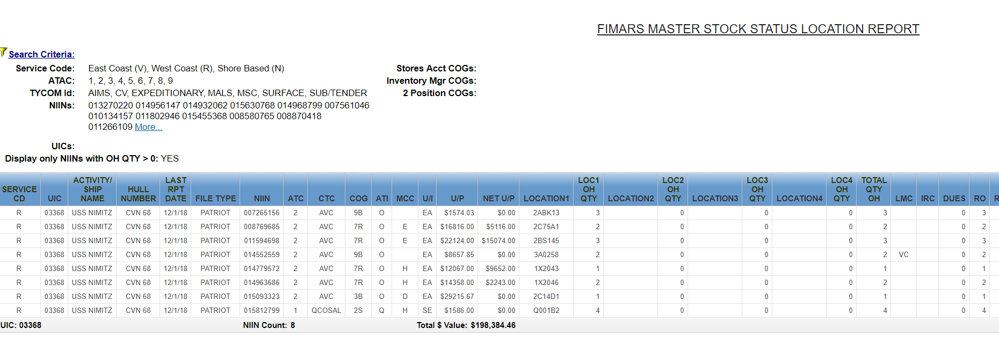 FIMARS MASTER STOCK STATUS LOCATION REPORT
Search Criteria:
Service Code: East Coast (V), West Coast (R), Shore Based (N) Stores Acct COGs:
ATAC: 1, 2, 3, 4, 5, 6, 7, 8, 9 Inventory Mgr COGs:
TYCOM Id: AIMS, CV, EXPEDITIONARY, MALS, MSC, SURFACE, SUB/TENDER 2 Position COGs:
NIINs: 013270220 014956147 014932062 015630768 014968799 007561046
010134157 011802946 015455368 008580765 008870418
011266109 More...
UICs:
Display only NIINs with OH QTY > 0: YES
SERVICE CD UIC ACTIVITY/ SHIP NAME HULL NUMBER LAST RPT DATE FILE TYPE NIIN ATC CTC COG ATI MCC U/I U/P NET U/P LOCATION1 LOC1 OH QTY LOCATION2 LOC2 OH QTY LOCATION3 LOC3 OH QTY LOCATION4 LOC4 OH QTY TOTAL QTY OH LMC IRC DUES RO R
R 03368 USS NIMITZ CVN 68 12/1/18 PATRIOT 007265156 2 AVC 9B O EA $1574.03 $0.00 2ABK13 3 0 0 0 3 0 3
R 03368 USS NIMITZ CVN 68 12/1/18 PATRIOT 008769685 2 AVC 7R O E EA $16816.00 $5116.00 2C75A1 2 0 0 0 2 0 2
R 03368 USS NIMITZ CVN 68 12/1/18 PATRIOT 011594698 2 AVC 7R O E EA $22124.00 $15074.00 2BS145 3 0 0 0 3 0 3
R 03368 USS NIMITZ CVN 68 12/1/18 PATRIOT 014552559 2 AVC 9B O EA $8657.85 $0.00 3A0258 2 0 0 0 2 VC 0 2
R 03368 USS NIMITZ CVN 68 12/1/18 PATRIOT 014779572 2 AVC 7R O H EA $12067.00 $9652.00 1X2043 1 0 0 0 1 0 1
R 03368 USS NIMITZ CVN 68 12/1/18 PATRIOT 014963686 2 AVC 7R O H EA $14358.00 $2243.00 1X2046 2 0 0 0 2 0 2
R 03368 USS NIMITZ CVN 68 12/1/18 PATRIOT 015093323 2 AVC 3B O D EA $29215.67 $0.00 2C14D1 1 0 0 0 1 0 1
R 03368 USS NIMITZ CVN 68 12/1/18 PATRIOT 015812799 1 QCOSAL 2S Q H SE $1586.00 $0.00 Q001B2 4 0 0 0 4 0 4
UIC: 03368 NIIN Count: 8 Total $ Value: $198,384.46